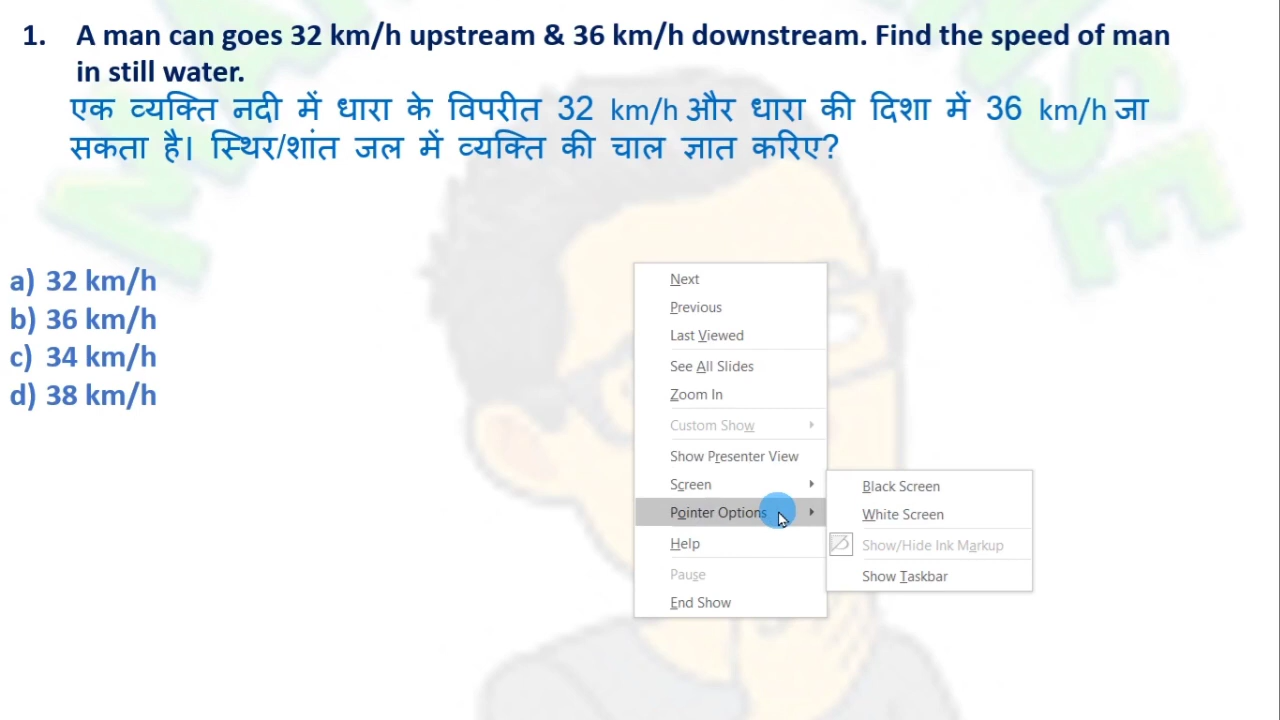 1. A man can goes 32 km/h upstream & 36 km/h downstream. Find the speed of man
in still water.
एक व्यक्ति नदी में धारा के विपरीत 32 km/h और धारा की दिशा में 36 km/h जा
सकता है। स्थिर/शांत जल में व्यक्ति की चाल ज्ञात करिए?
a) 32 km/h
b) 36 km/h
c) 34 km/h
d) 38 km/h
Next
Previous
Last Viewed
See All Slides
Zoom In
Custom Show
Show Presenter View
Screen
Pointer Options
Help
Pause
End Show
Black Screen
White Screen
Show/Hide Ink Markup
Show Taskbar